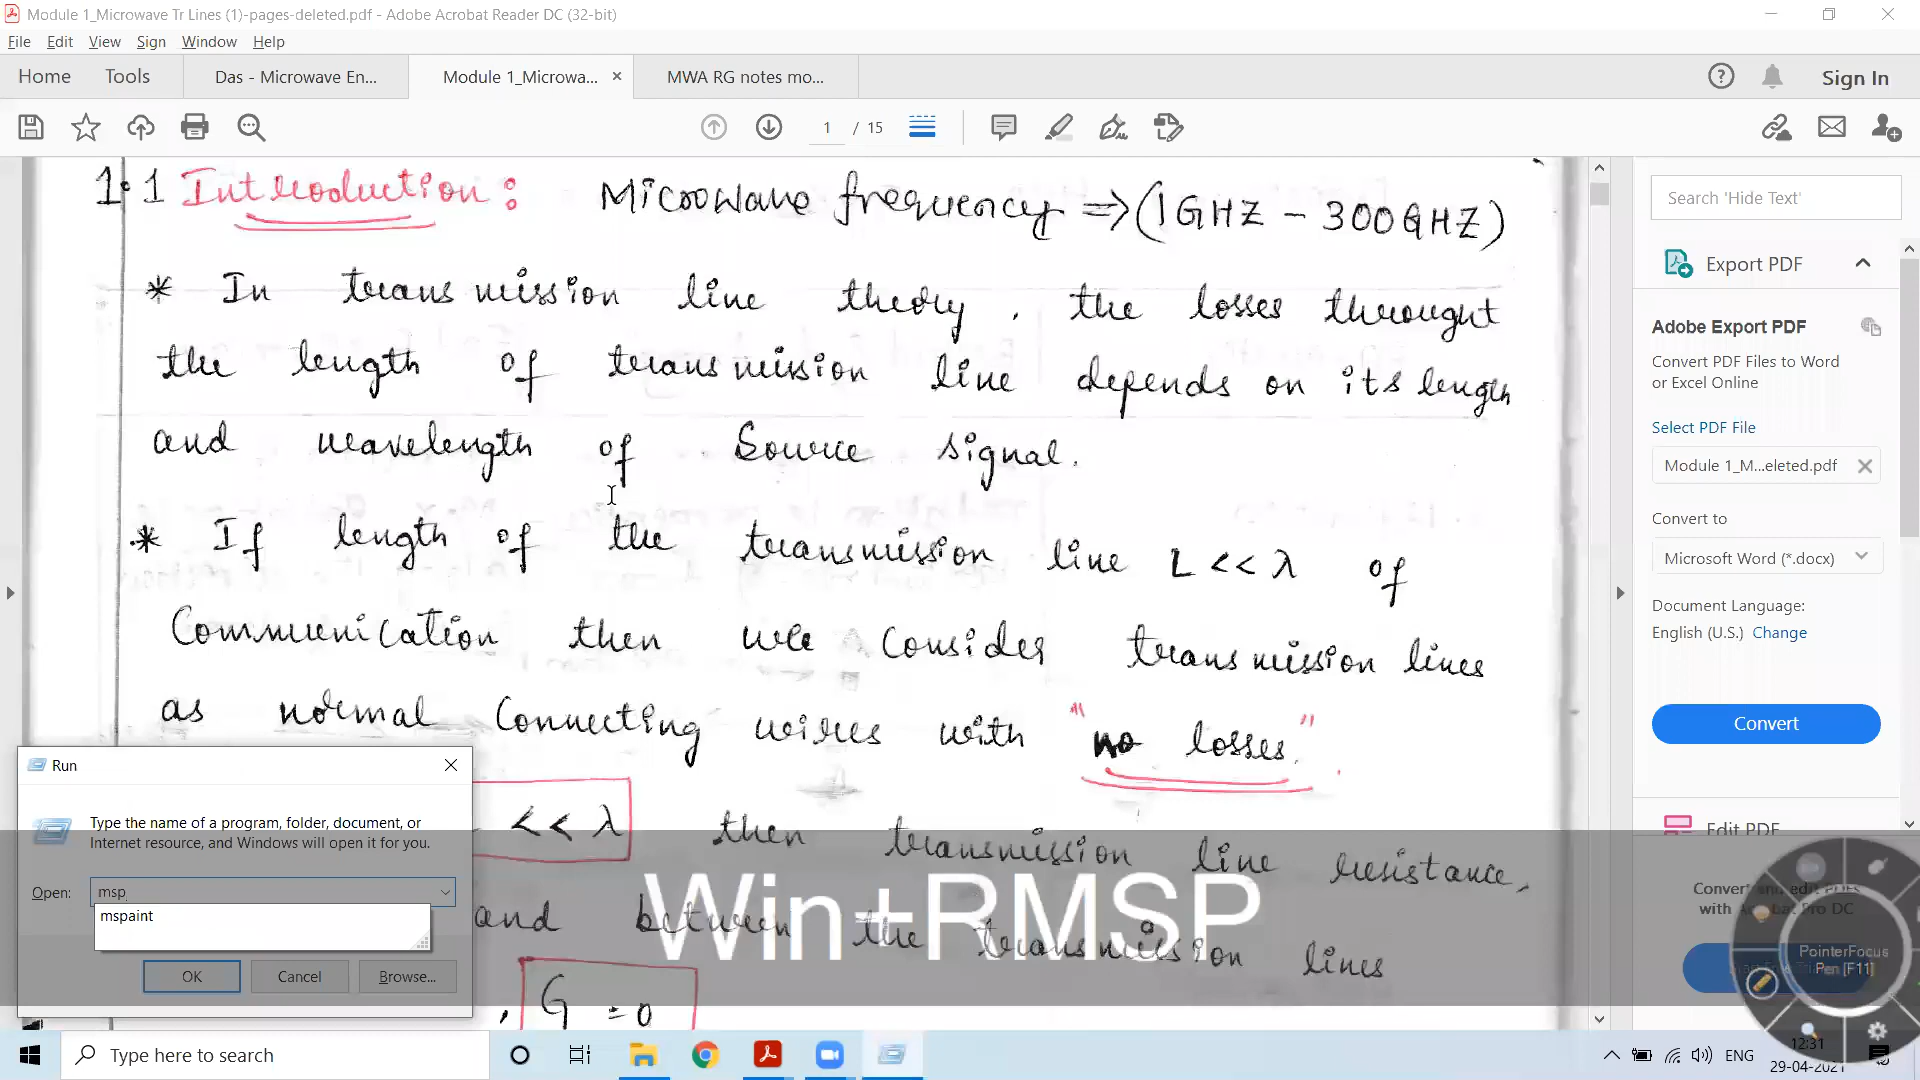 Module 1_Microwave Tr Lines (1)-pages-deleted.pdf - Adobe Acrobat Reader DC (32-bit)
File Edit View Sign Window Help
Home Tools Das - Microwave En... Module 1_Microwa... × MWA RG notes mo... Sign In
1 / 15
1.1 Introduction: Microwave frequency => (1GHZ - 300GHZ)
* In transmission line theory, the losses throught
the length of transmission line depends on its length
and wavelength of Source signal.
* If length of the transmission line L << λ of
Communication then we consider transmission lines
as normal Connecting wires with "no losses."
<< λ then transmission line resistance,
and between the transmission lines
, G = 0
Search 'Hide Text'
Export PDF
Adobe Export PDF
Convert PDF Files to Word
or Excel Online
Select PDF File
Module 1_M...eleted.pdf
Convert to
Microsoft Word (*.docx)
Document Language:
English (U.S.) Change
Convert
Edit PDF
Run
Type the name of a program, folder, document, or
Internet resource, and Windows will open it for you.
Open: msp
mspaint
OK Cancel Browse...
Win+RMSP
PointerFocus
Pen [F11]
Type here to search
ENG
12:31
29-04-2021